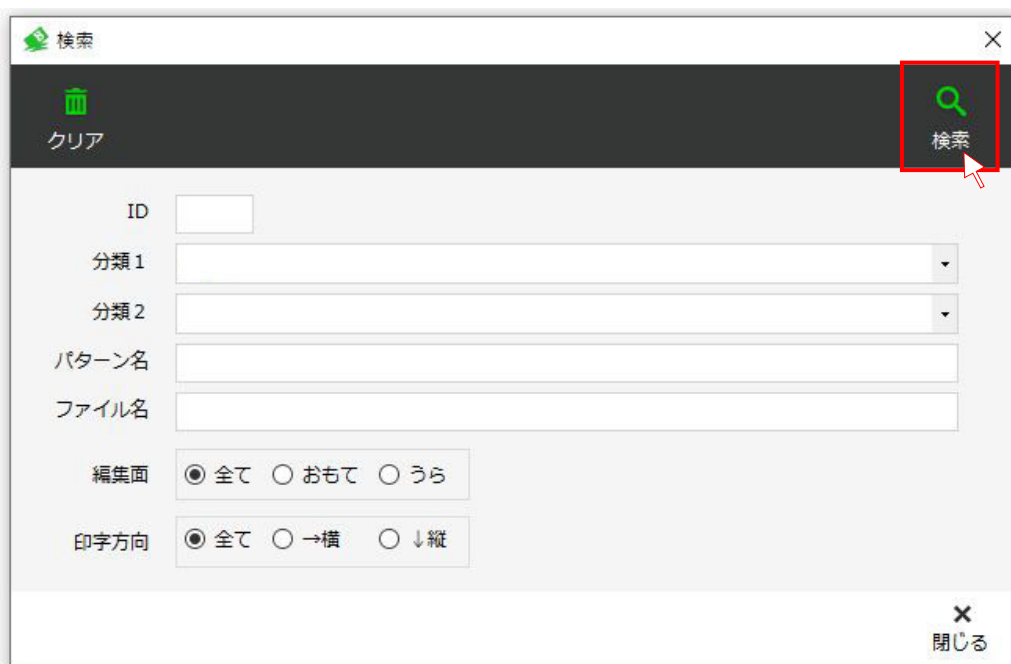 検索
クリア
検索
ID
分類1
分類2
パターン名
ファイル名
編集面 全て おもて うら
印字方向 全て →横 ↓縦
閉じる